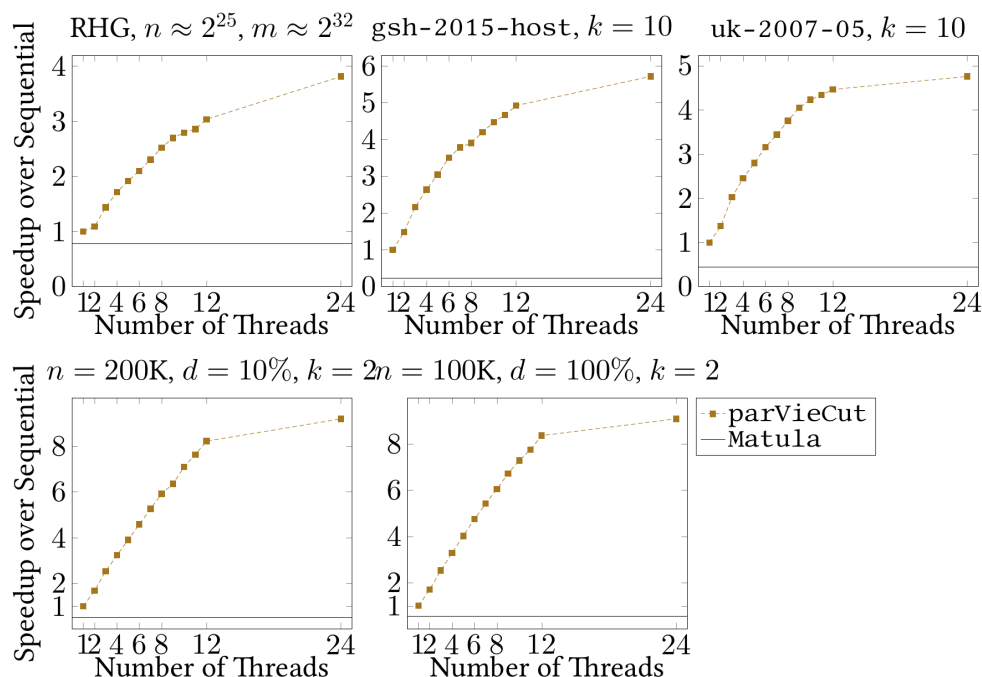 RHG, n ≈ 2^25, m ≈ 2^32
gsh-2015-host, k = 10
uk-2007-05, k = 10
Speedup over Sequential
4
3
2
1
0
12 4 6 8 12 24
Number of Threads
6
5
4
3
2
1
0
12 4 6 8 12 24
Number of Threads
5
4
3
2
1
0
12 4 6 8 12 24
Number of Threads
n = 200K, d = 10%, k = 2
n = 100K, d = 100%, k = 2
Speedup over Sequential
8
6
4
2
1
12 4 6 8 12 24
Number of Threads
8
6
4
2
1
12 4 6 8 12 24
Number of Threads
parVieCut
Matula